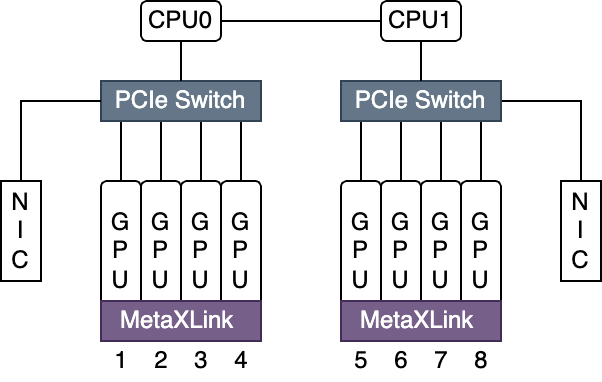 CPU0 CPU1
PCIe Switch PCIe Switch
NIC GPU GPU GPU GPU GPU GPU GPU GPU NIC
MetaXLink MetaXLink
1 2 3 4 5 6 7 8